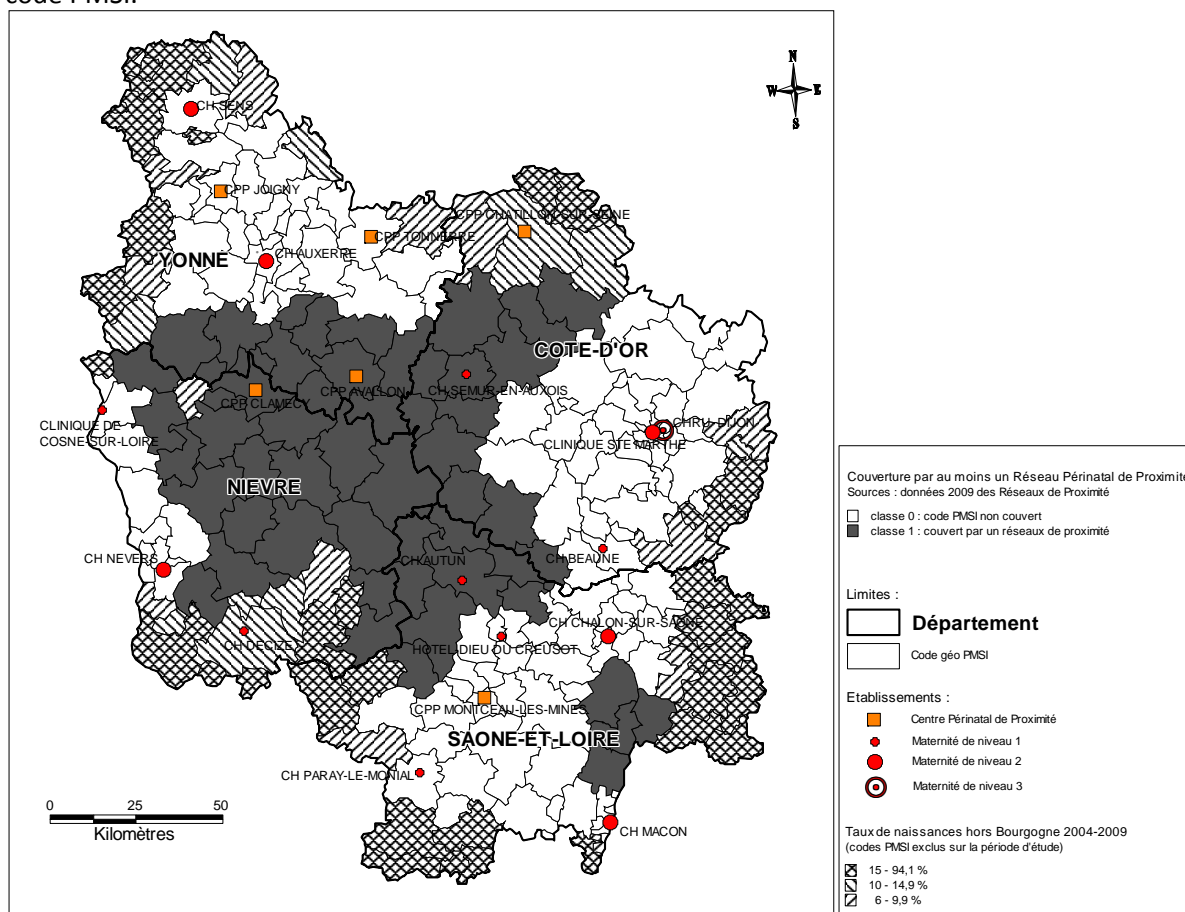 code PMSI.
N
W E
S
CH SENS
CPP JOIGNY
CPP CHATILLON-SUR-SEINE
CPP TONNERRE
CH AUXERRE
YONNE
COTE-D'OR
CH SEMUR-EN-AUXOIS
CPP AVALLON
CPP CLAMECY
CLINIQUE DE
COSNE-SUR-LOIRE
CHRU-DIJON
CLINIQUE STE MARTHE
NIEVRE
CH BEAUNE
CH NEVERS
CH AUTUN
CH DECIZE
CH CHALON-SUR-SAONE
HOTEL-DIEU DU CREUSOT
CPP MONTCEAU-LES-MINES
SAONE-ET-LOIRE
CH PARAY-LE-MONIAL
CH MACON
0 25 50
Kilomètres
Couverture par au moins un Réseau Périnatal de Proximité
Sources : données 2009 des Réseaux de Proximité
classe 0 : code PMSI non couvert
classe 1 : couvert par un réseaux de proximité
Limites :
Département
Code géo PMSI
Etablissements :
Centre Périnatal de Proximité
Maternité de niveau 1
Maternité de niveau 2
Maternité de niveau 3
Taux de naissances hors Bourgogne 2004-2009
(codes PMSI exclus sur la période d'étude)
15 - 94,1 %
10 - 14,9 %
6 - 9,9 %